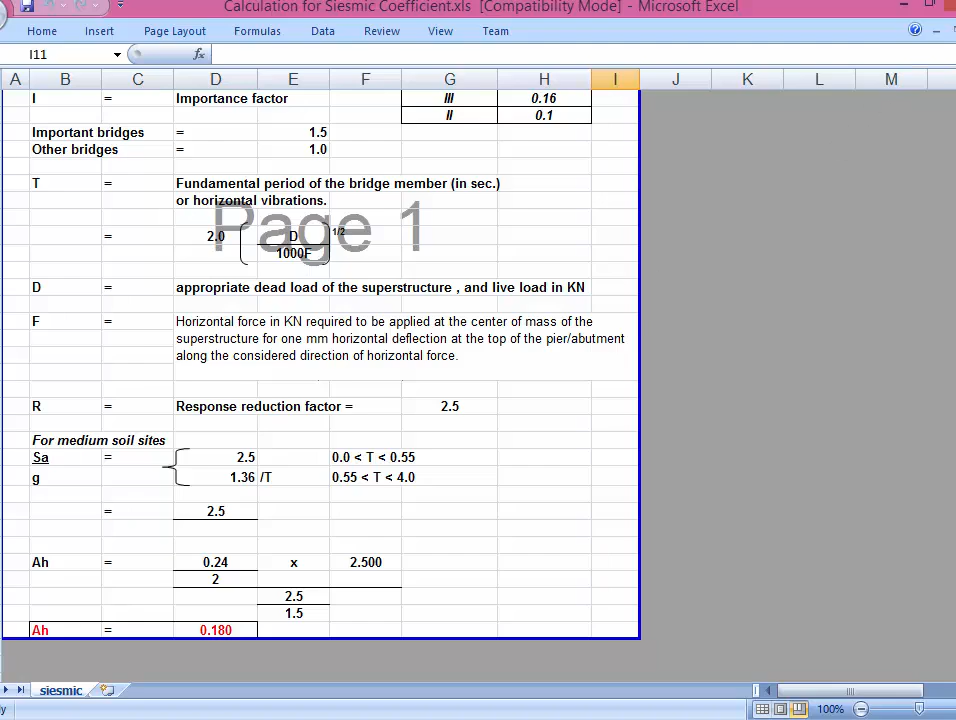 Calculation for Siesmic Coefficient.xls [Compatibility Mode] - Microsoft Excel
Home Insert Page Layout Formulas Data Review View Team
I11 fx
A B C D E F G H I J K L M
I = Importance factor III 0.16
II 0.1
Important bridges = 1.5
Other bridges = 1.0
T = Fundamental period of the bridge member (in sec.)
or horizontal vibrations.
Page 1
= 2.0 D 1/2
1000F
D = appropriate dead load of the superstructure , and live load in KN
F = Horizontal force in KN required to be applied at the center of mass of the
superstructure for one mm horizontal deflection at the top of the pier/abutment
along the considered direction of horizontal force.
R = Response reduction factor = 2.5
For medium soil sites
Sa = 2.5 0.0 < T < 0.55
g 1.36 /T 0.55 < T < 4.0
= 2.5
Ah = 0.24 x 2.500
2
2.5
1.5
Ah = 0.180
siesmic
100%